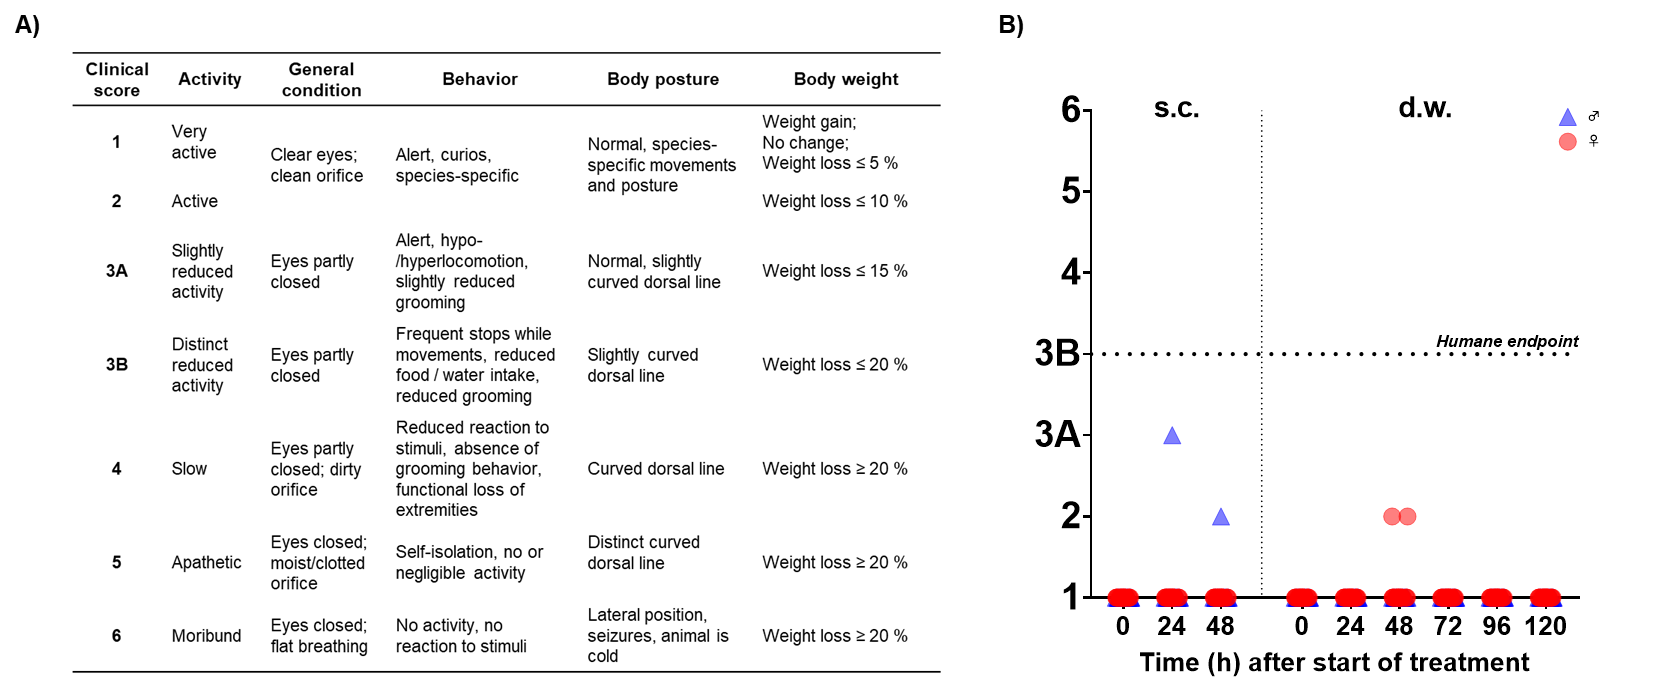 A)
Clinical score Activity General condition Behavior Body posture Body weight
1 Very active Clear eyes; clean orifice Alert, curios, species-specific Normal, species-specific movements and posture Weight gain; No change; Weight loss ≤ 5 %
2 Active Weight loss ≤ 10 %
3A Slightly reduced activity Eyes partly closed Alert, hypo-/hyperlocomotion, slightly reduced grooming Normal, slightly curved dorsal line Weight loss ≤ 15 %
3B Distinct reduced activity Eyes partly closed Frequent stops while movements, reduced food / water intake, reduced grooming Slightly curved dorsal line Weight loss ≤ 20 %
4 Slow Eyes partly closed; dirty orifice Reduced reaction to stimuli, absence of grooming behavior, functional loss of extremities Curved dorsal line Weight loss ≥ 20 %
5 Apathetic Eyes closed; moist/clotted orifice Self-isolation, no or negligible activity Distinct curved dorsal line Weight loss ≥ 20 %
6 Moribund Eyes closed; flat breathing No activity, no reaction to stimuli Lateral position, seizures, animal is cold Weight loss ≥ 20 %
B)
s.c. d.w.
♂
♀
6
5
4
Humane endpoint
3B
3A
2
1
0 24 48 0 24 48 72 96 120
Time (h) after start of treatment